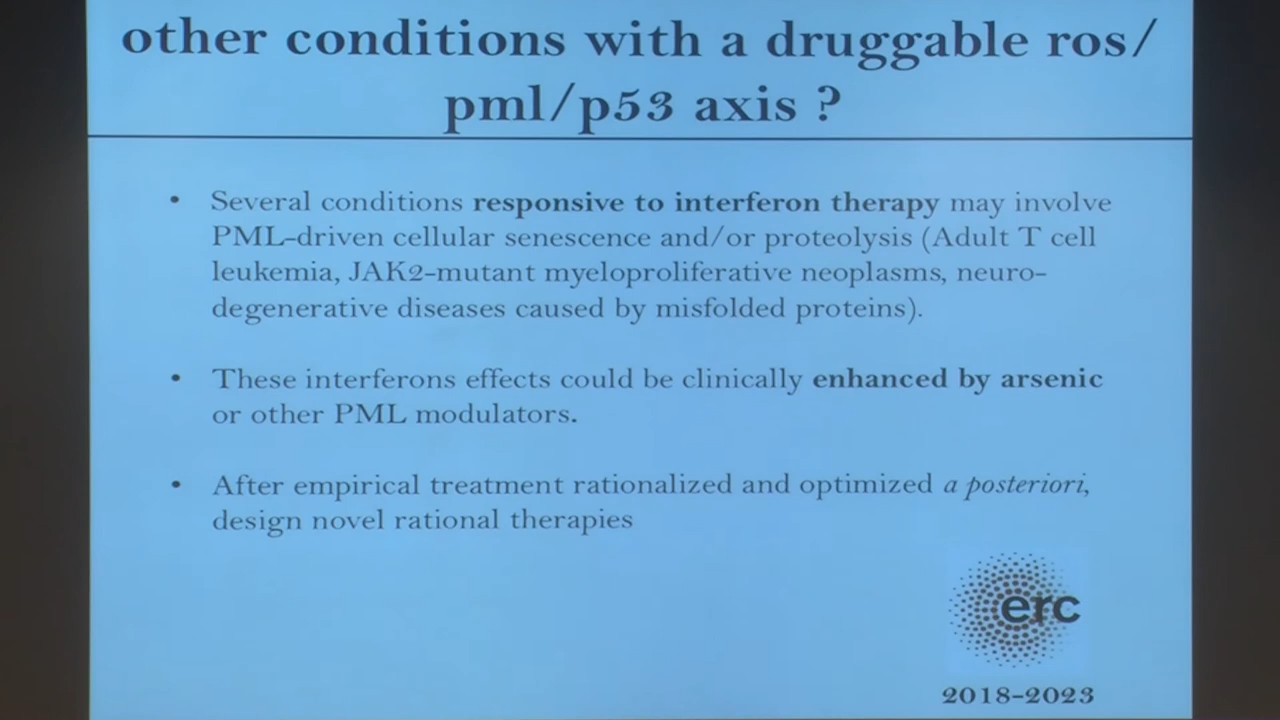 other conditions with a druggable ros/
pml/p53 axis ?
• Several conditions responsive to interferon therapy may involve
PML-driven cellular senescence and/or proteolysis (Adult T cell
leukemia, JAK2-mutant myeloproliferative neoplasms, neuro-
degenerative diseases caused by misfolded proteins).
• These interferons effects could be clinically enhanced by arsenic
or other PML modulators.
• After empirical treatment rationalized and optimized a posteriori,
design novel rational therapies
erc
2018-2023